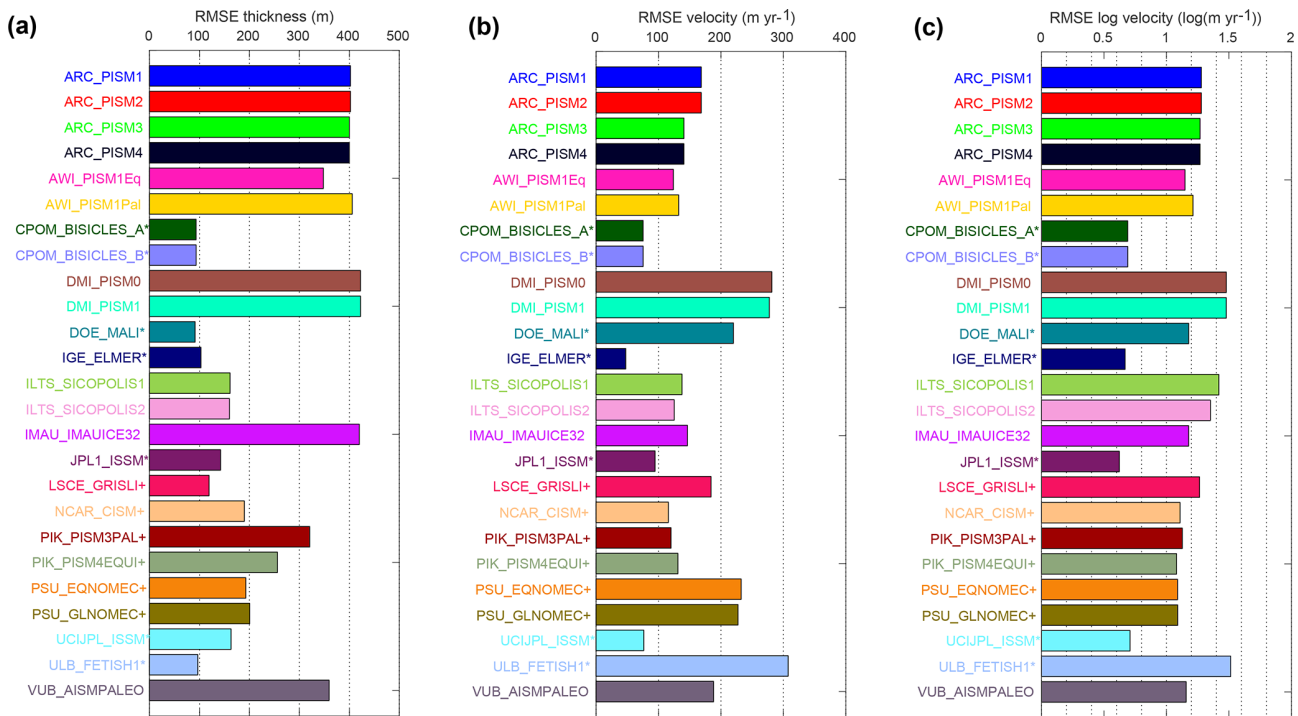 (a)
RMSE thickness (m)
0 100 200 300 400 500
ARC_PISM1
ARC_PISM2
ARC_PISM3
ARC_PISM4
AWI_PISM1Eq
AWI_PISM1Pal
CPOM_BISICLES_A*
CPOM_BISICLES_B*
DMI_PISM0
DMI_PISM1
DOE_MALI*
IGE_ELMER*
ILTS_SICOPOLIS1
ILTS_SICOPOLIS2
IMAU_IMAUICE32
JPL1_ISSM*
LSCE_GRISLI+
NCAR_CISM+
PIK_PISM3PAL+
PIK_PISM4EQUI+
PSU_EQNOMEC+
PSU_GLNOMEC+
UCIJPL_ISSM*
ULB_FETISH1*
VUB_AISMPALEO
(b)
RMSE velocity (m yr-1)
0 100 200 300 400
ARC_PISM1
ARC_PISM2
ARC_PISM3
ARC_PISM4
AWI_PISM1Eq
AWI_PISM1Pal
CPOM_BISICLES_A*
CPOM_BISICLES_B*
DMI_PISM0
DMI_PISM1
DOE_MALI*
IGE_ELMER*
ILTS_SICOPOLIS1
ILTS_SICOPOLIS2
IMAU_IMAUICE32
JPL1_ISSM*
LSCE_GRISLI+
NCAR_CISM+
PIK_PISM3PAL+
PIK_PISM4EQUI+
PSU_EQNOMEC+
PSU_GLNOMEC+
UCIJPL_ISSM*
ULB_FETISH1*
VUB_AISMPALEO
(c)
RMSE log velocity (log(m yr-1))
0 0.5 1 1.5 2
ARC_PISM1
ARC_PISM2
ARC_PISM3
ARC_PISM4
AWI_PISM1Eq
AWI_PISM1Pal
CPOM_BISICLES_A*
CPOM_BISICLES_B*
DMI_PISM0
DMI_PISM1
DOE_MALI*
IGE_ELMER*
ILTS_SICOPOLIS1
ILTS_SICOPOLIS2
IMAU_IMAUICE32
JPL1_ISSM*
LSCE_GRISLI+
NCAR_CISM+
PIK_PISM3PAL+
PIK_PISM4EQUI+
PSU_EQNOMEC+
PSU_GLNOMEC+
UCIJPL_ISSM*
ULB_FETISH1*
VUB_AISMPALEO